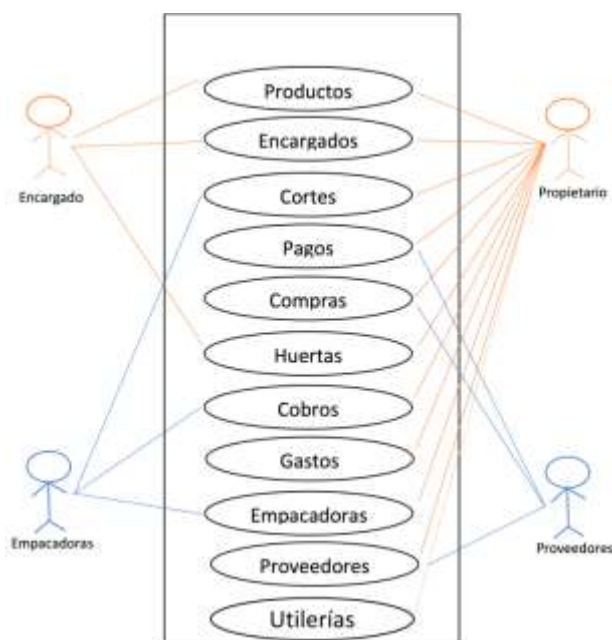 Productos
Encargados
Encargado
Propietario
Cortes
Pagos
Compras
Huertas
Cobros
Gastos
Empacadoras
Empacadoras
Proveedores
Proveedores
Utilerías